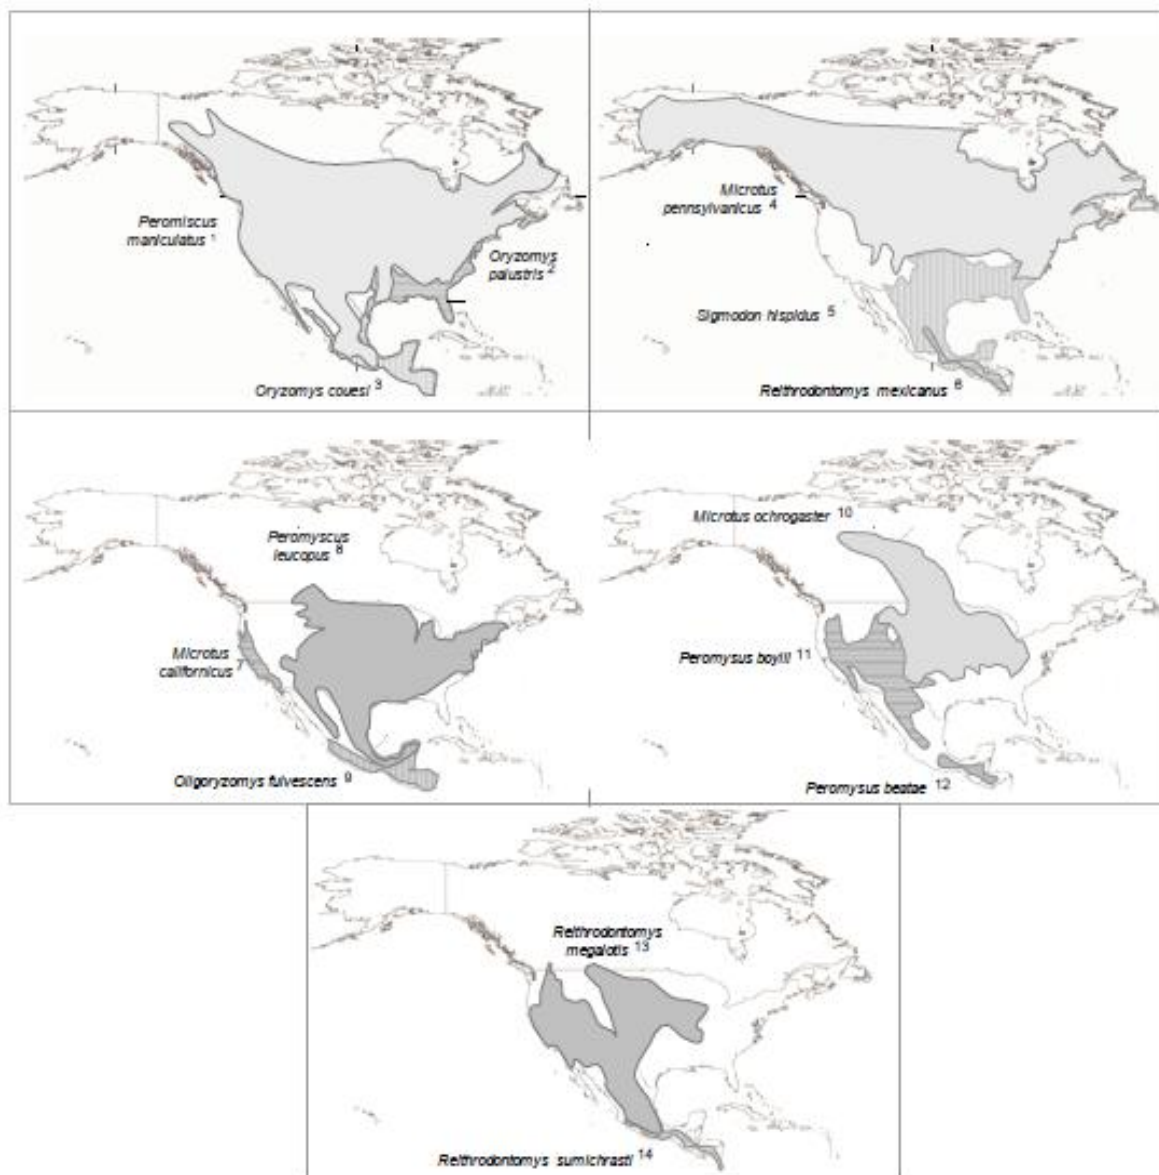 Peromiscus
maniculatus 1
Oryzomys
palustris 2
Oryzomys couesi 3
Microtus
pennsylvanicus 4
Sigmodon hispidus 5
Reithrodontomys mexicanus 6
Peromyscus
leucopus 8
Microtus
californicus 7
Oligoryzomys fulvescens 9
Microtus ochrogaster 10
Peromysus boylii 11
Peromysus beatae 12
Reithrodontomys
megalotis 13
Reithrodontomys sumichrasti 14